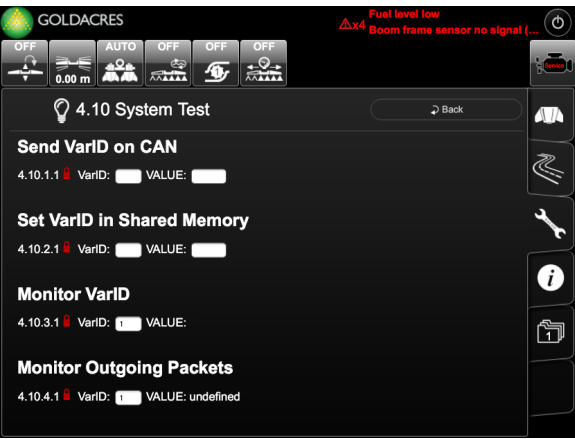 GOLDACRES
x4 Fuel level low
Boom frame sensor no signal (...
OFF
0.00 m
AUTO
OFF
OFF
OFF
1
Service
4.10 System Test
Back
Send VarID on CAN
4.10.1.1 VarID: VALUE:
Set VarID in Shared Memory
4.10.2.1 VarID: VALUE:
Monitor VarID
4.10.3.1 VarID: 1 VALUE:
Monitor Outgoing Packets
4.10.4.1 VarID: 1 VALUE: undefined
i
1